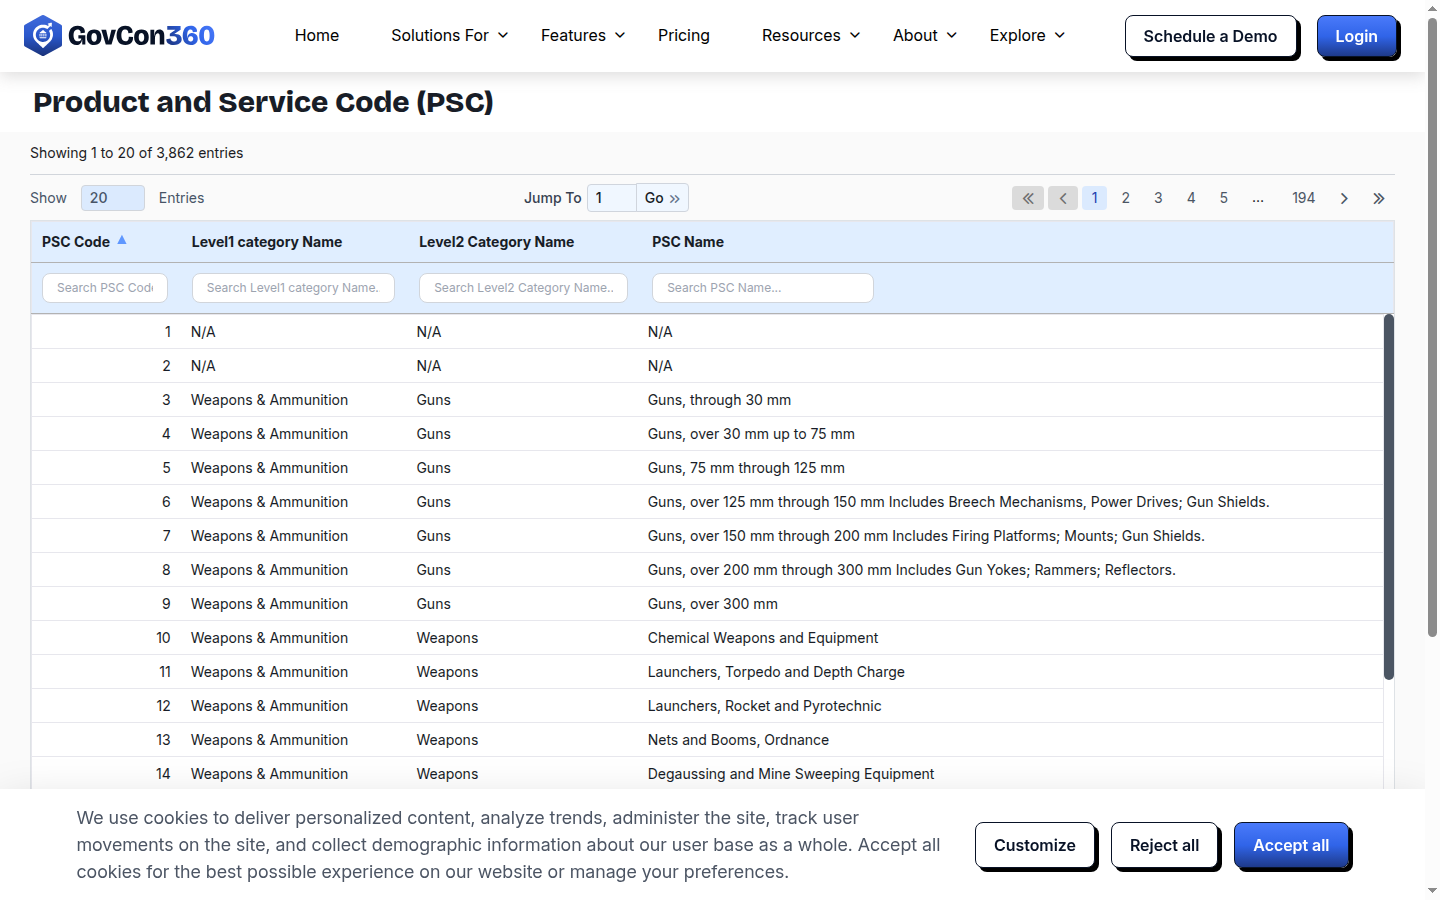 GovCon360
Home
Solutions For
Features
Pricing
Resources
About
Explore
Schedule a Demo
Login
Product and Service Code (PSC)
Showing 1 to 20 of 3,862 entries
Show 20 Entries
Jump To 1 Go »
« ‹ 1 2 3 4 5 ... 194 › »
PSC Code ▲ Level1 category Name Level2 Category Name PSC Name
Search PSC Code Search Level1 category Name. Search Level2 Category Name.. Search PSC Name...
1 N/A N/A N/A
2 N/A N/A N/A
3 Weapons & Ammunition Guns Guns, through 30 mm
4 Weapons & Ammunition Guns Guns, over 30 mm up to 75 mm
5 Weapons & Ammunition Guns Guns, 75 mm through 125 mm
6 Weapons & Ammunition Guns Guns, over 125 mm through 150 mm Includes Breech Mechanisms, Power Drives; Gun Shields.
7 Weapons & Ammunition Guns Guns, over 150 mm through 200 mm Includes Firing Platforms; Mounts; Gun Shields.
8 Weapons & Ammunition Guns Guns, over 200 mm through 300 mm Includes Gun Yokes; Rammers; Reflectors.
9 Weapons & Ammunition Guns Guns, over 300 mm
10 Weapons & Ammunition Weapons Chemical Weapons and Equipment
11 Weapons & Ammunition Weapons Launchers, Torpedo and Depth Charge
12 Weapons & Ammunition Weapons Launchers, Rocket and Pyrotechnic
13 Weapons & Ammunition Weapons Nets and Booms, Ordnance
14 Weapons & Ammunition Weapons Degaussing and Mine Sweeping Equipment
We use cookies to deliver personalized content, analyze trends, administer the site, track user
movements on the site, and collect demographic information about our user base as a whole. Accept all
cookies for the best possible experience on our website or manage your preferences.
Customize
Reject all
Accept all